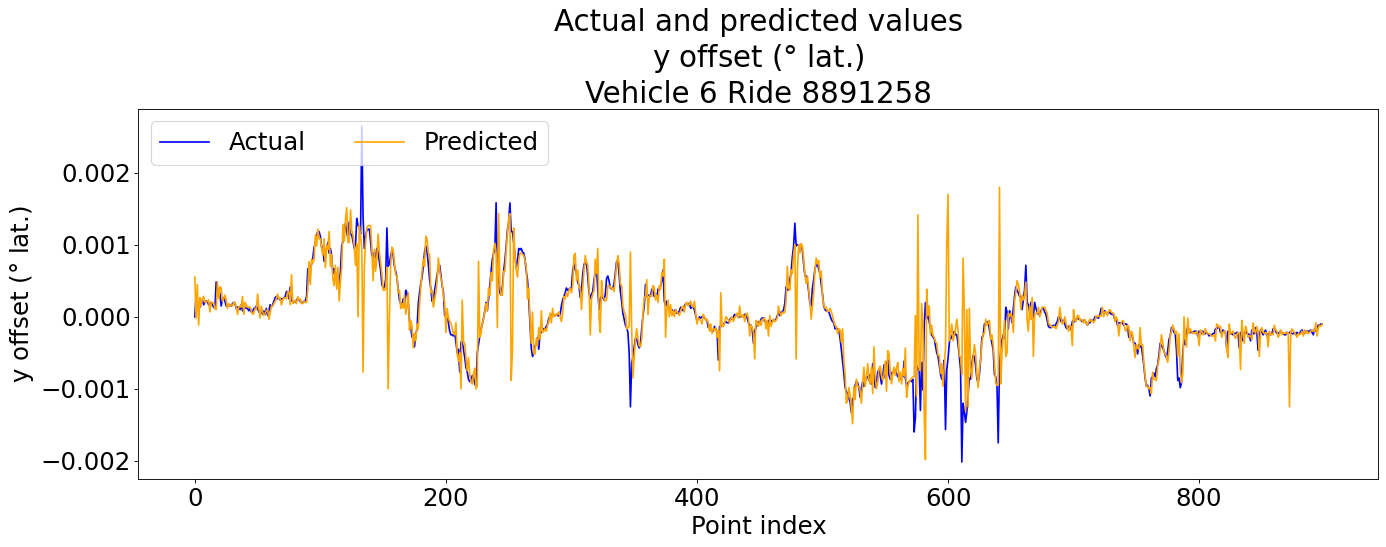 Actual and predicted values
y offset (° lat.)
Vehicle 6 Ride 8891258
Actual
Predicted
y offset (° lat.)
0.002
0.001
0.000
−0.001
−0.002
0
200
400
600
800
Point index